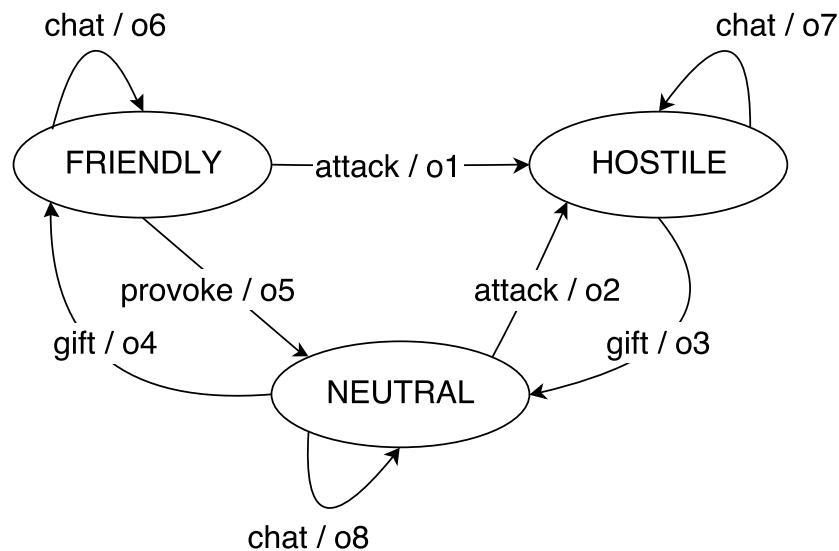 chat / o6
chat / o7
FRIENDLY
attack / o1
HOSTILE
provoke / o5
attack / o2
gift / o4
gift / o3
NEUTRAL
chat / o8